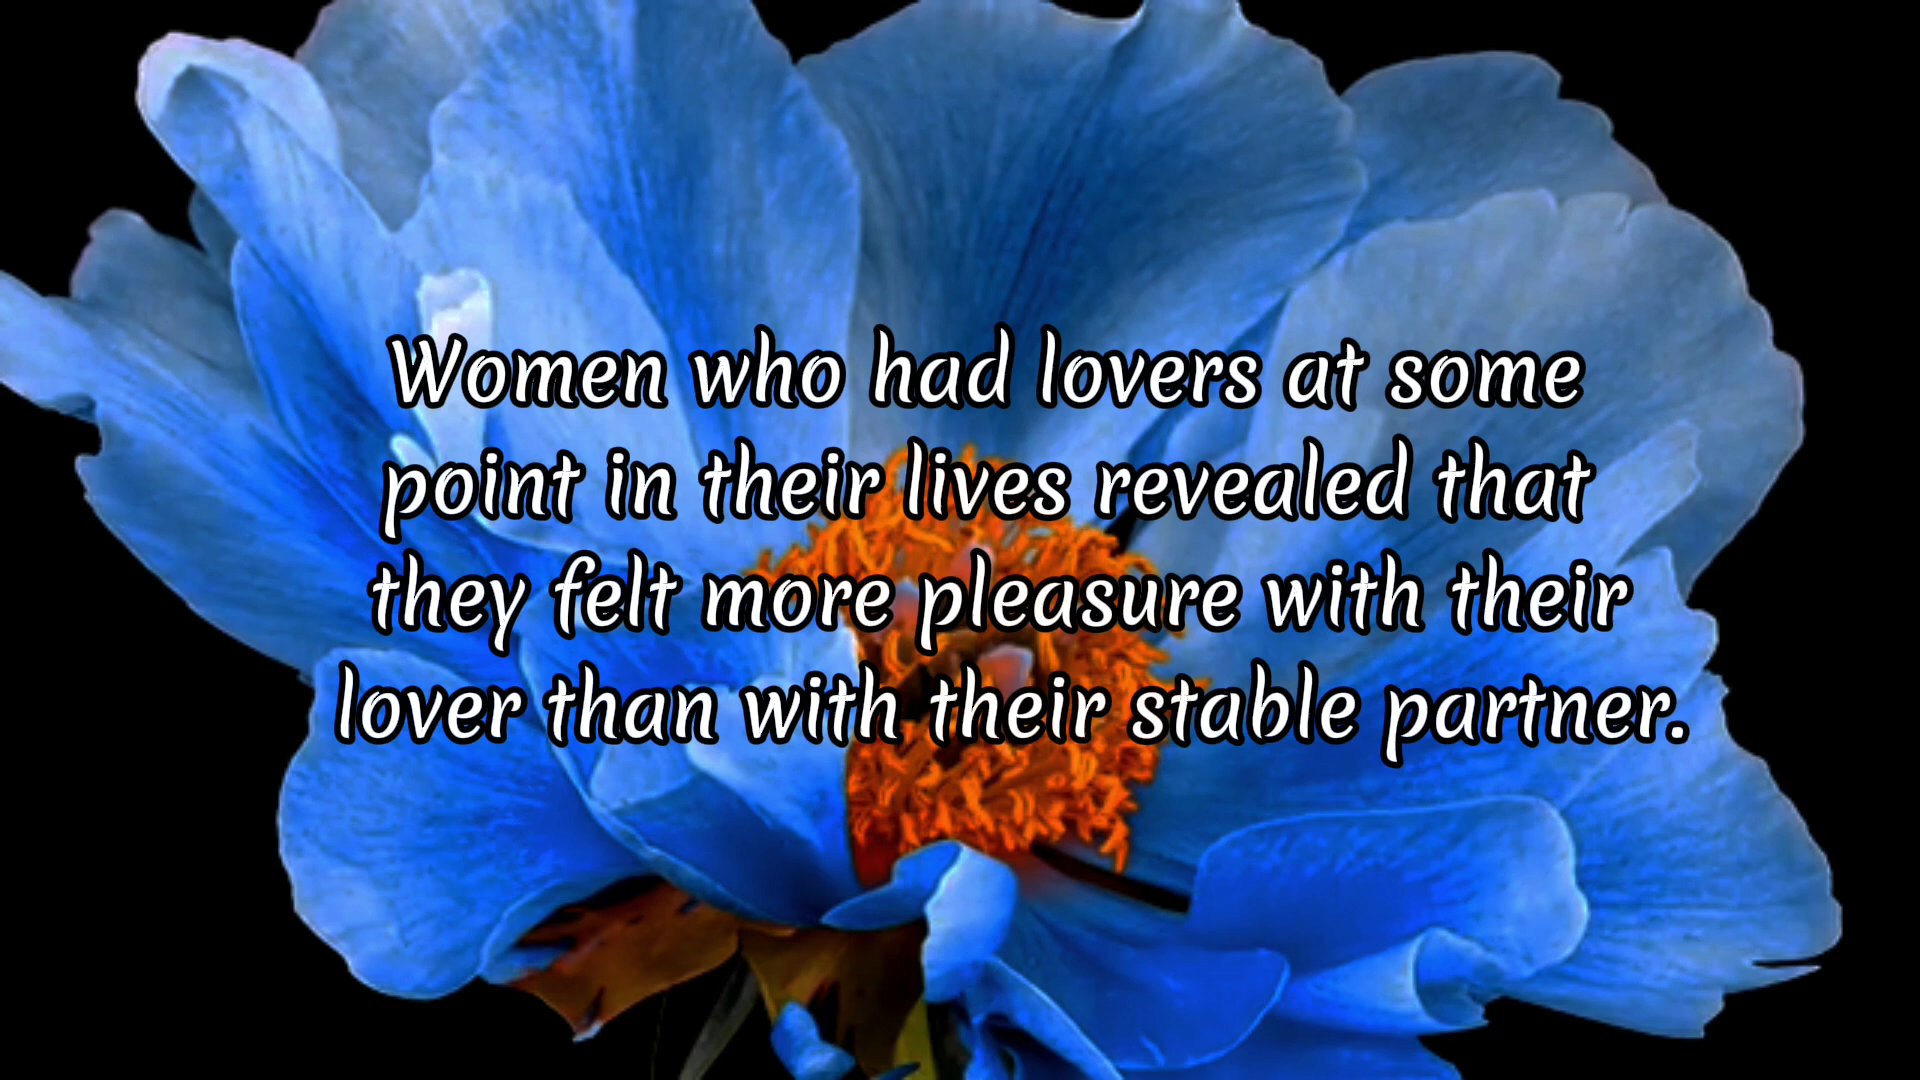 Women who had lovers at some
point in their lives revealed that
they felt more pleasure with their
lover than with their stable partner.